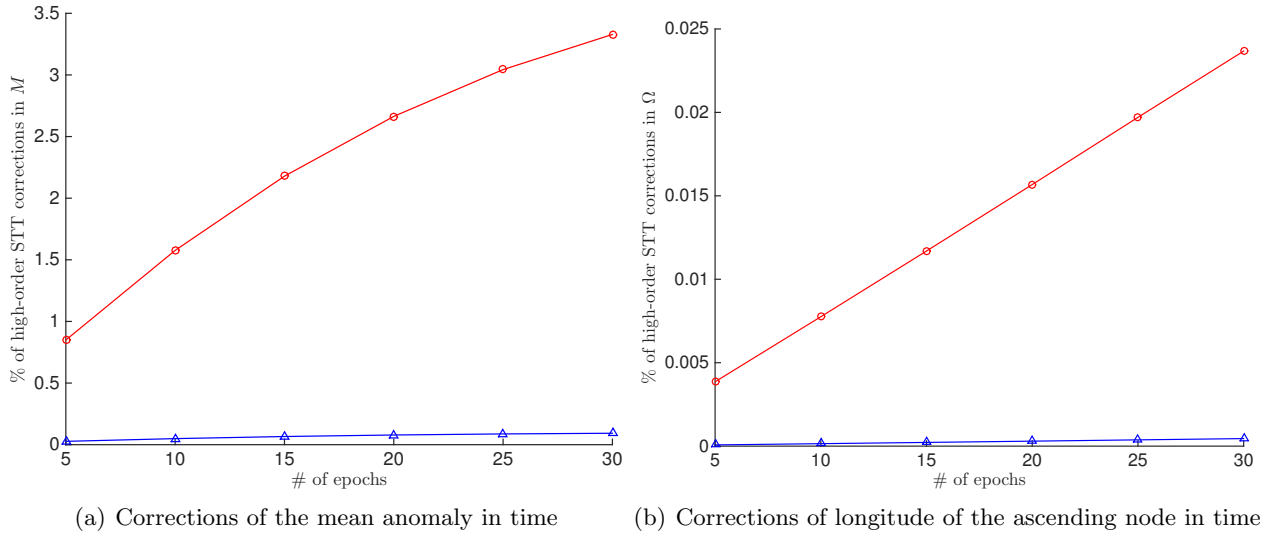 % of high-order STT corrections in M
3.5
3
2.5
2
1.5
1
0.5
0
5 10 15 20 25 30
# of epochs
(a) Corrections of the mean anomaly in time
% of high-order STT corrections in Ω
0.025
0.02
0.015
0.01
0.005
0
5 10 15 20 25 30
# of epochs
(b) Corrections of longitude of the ascending node in time